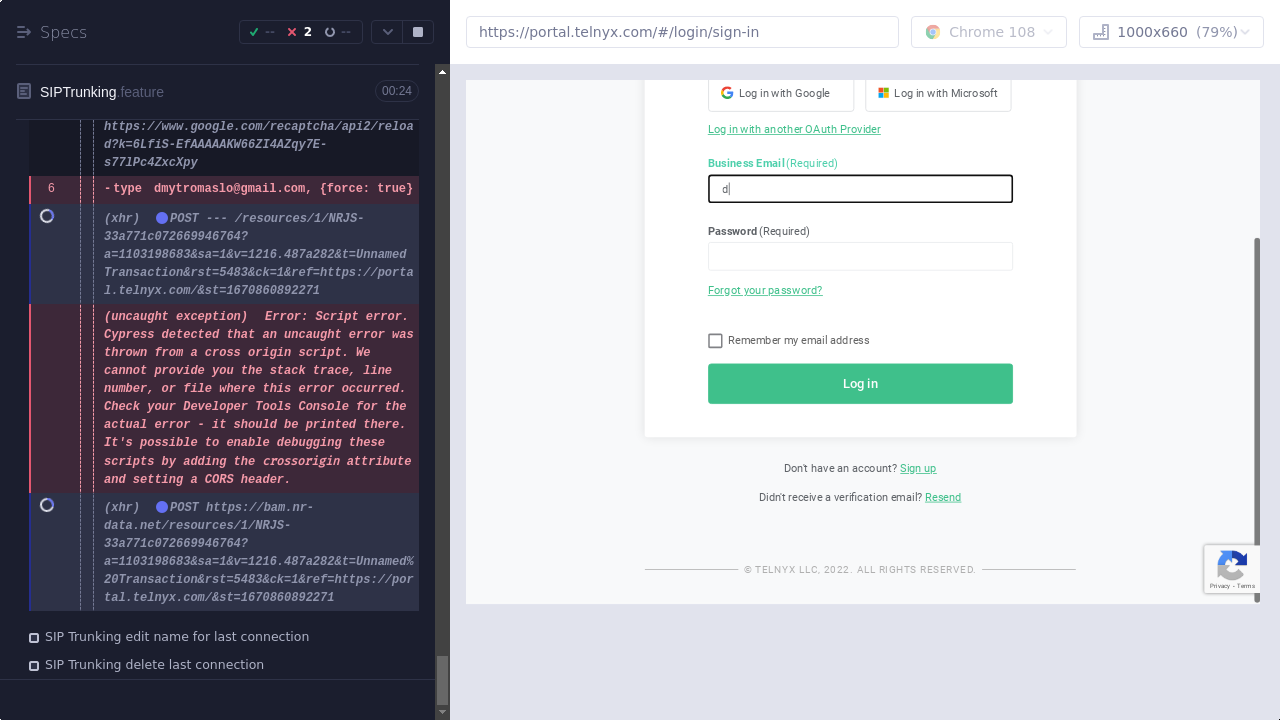 Specs
-- 2 --
https://portal.telnyx.com/#/login/sign-in
Chrome 108
1000x660 (79%)
SIPTrunking.feature
00:24
https://www.google.com/recaptcha/api2/reloa
d?k=6LfiS-EfAAAAAKW66ZI4AZqy7E-
s77lPc4ZxcXpy
6 -type dmytromaslo@gmail.com, {force: true}
(xhr) POST --- /resources/1/NRJS-
33a771c072669946764?
a=1103198683&sa=1&v=1216.487a282&t=Unnamed
Transaction&rst=5483&ck=1&ref=https://porta
l.telnyx.com/&st=1670860892271
(uncaught exception) Error: Script error.
Cypress detected that an uncaught error was
thrown from a cross origin script. We
cannot provide you the stack trace, line
number, or file where this error occurred.
Check your Developer Tools Console for the
actual error - it should be printed there.
It's possible to enable debugging these
scripts by adding the crossorigin attribute
and setting a CORS header.
(xhr) POST https://bam.nr-
data.net/resources/1/NRJS-
33a771c072669946764?
a=1103198683&sa=1&v=1216.487a282&t=Unnamed%
20Transaction&rst=5483&ck=1&ref=https://por
tal.telnyx.com/&st=1670860892271
SIP Trunking edit name for last connection
SIP Trunking delete last connection
Log in with Google
Log in with Microsoft
Log in with another OAuth Provider
Business Email (Required)
d
Password (Required)
Forgot your password?
Remember my email address
Log in
Don't have an account? Sign up
Didn't receive a verification email? Resend
© TELNYX LLC, 2022. ALL RIGHTS RESERVED.
Privacy - Terms